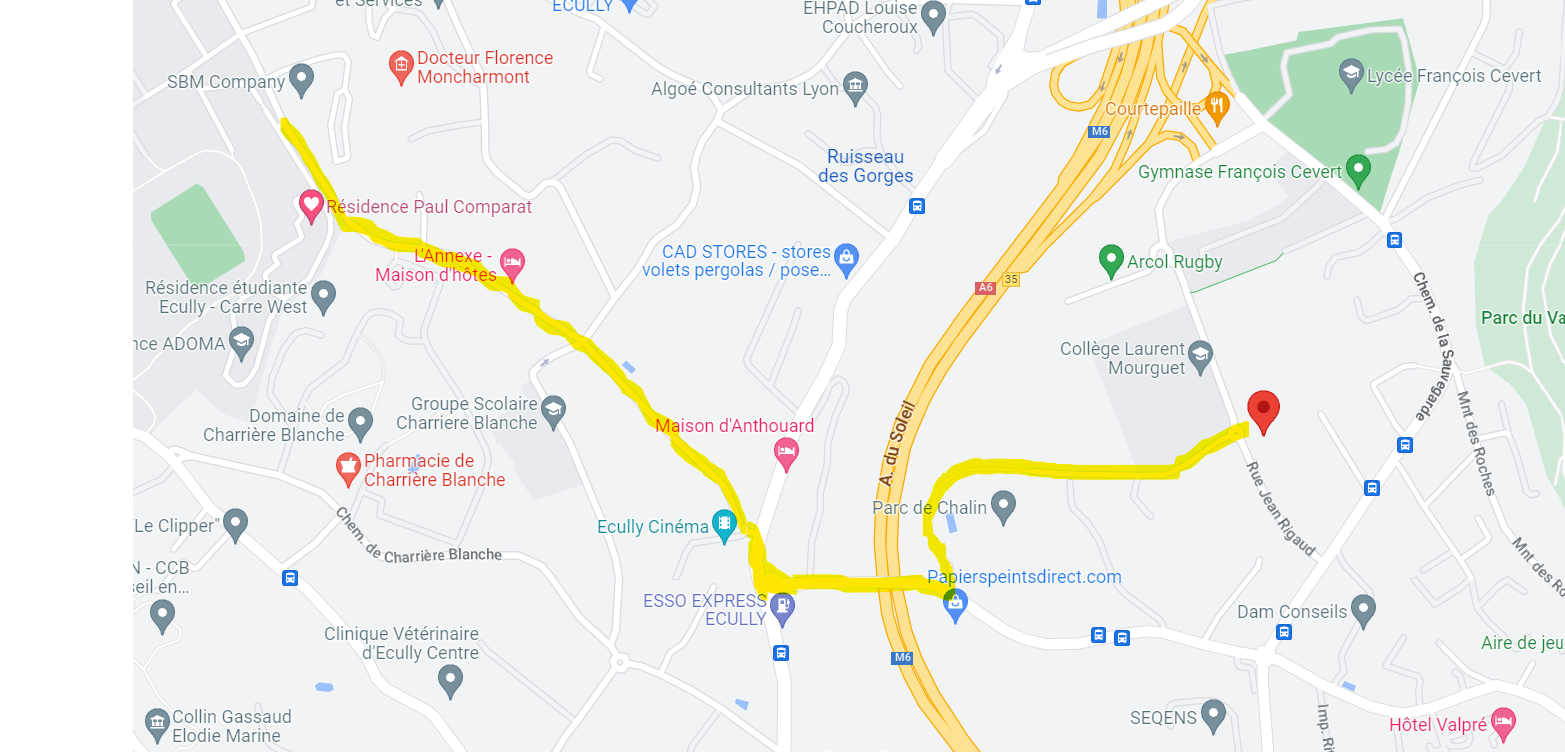 et Services
ECULLY
EHPAD Louise
Coucheroux
Docteur Florence
Moncharmont
SBM Company
Algoé Consultants Lyon
Lycée François Cevert
Courtepaille
M6
Ruisseau
des Gorges
Gymnase François Cevert
Résidence Paul Comparat
L'Annexe -
Maison d'hôtes
CAD STORES - stores
volets pergolas / pose...
Arcol Rugby
A6
35
Résidence étudiante
Ecully - Carre West
Chem. de la Sauvegarde
Parc du Va
nce ADOMA
Collège Laurent
Mourguet
Groupe Scolaire
Charriere Blanche
Domaine de
Charrière Blanche
Maison d'Anthouard
A. du Soleil
Mnt des Roches
Pharmacie de
Charrière Blanche
Rue Jean Rigaud
Parc de Chalin
Le Clipper"
Chem. de Charrière Blanche
Ecully Cinéma
Mnt des Ro
N - CCB
seil en...
Papierspeintsdirect.com
ESSO EXPRESS
ECULLY
Dam Conseils
Clinique Vétérinaire
d'Ecully Centre
M6
Aire de jeu
Collin Gassaud
Elodie Marine
SEQENS
Imp. Ri
Hôtel Valpré